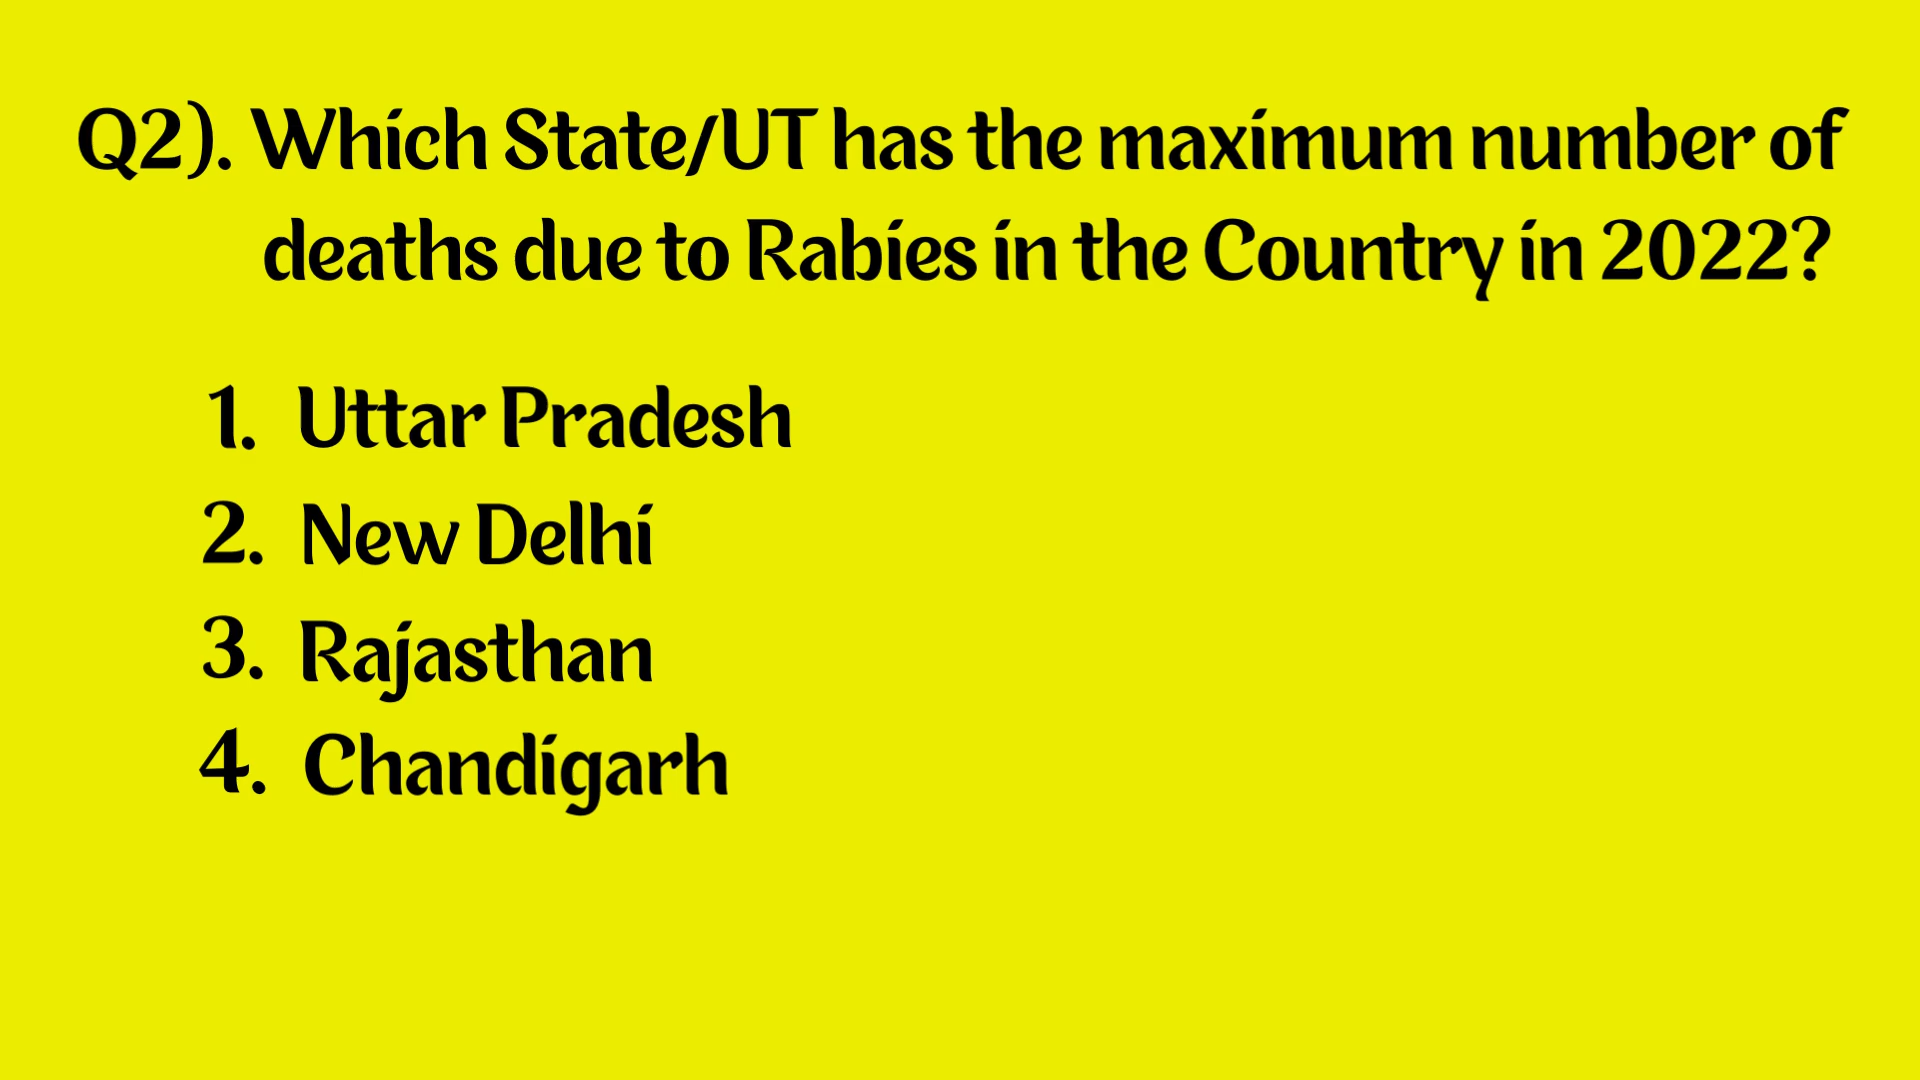 Q2). Which State/UT has the maximum number of
deaths due to Rabies in the Country in 2022?
1. Uttar Pradesh
2. New Delhi
3. Rajasthan
4. Chandigarh